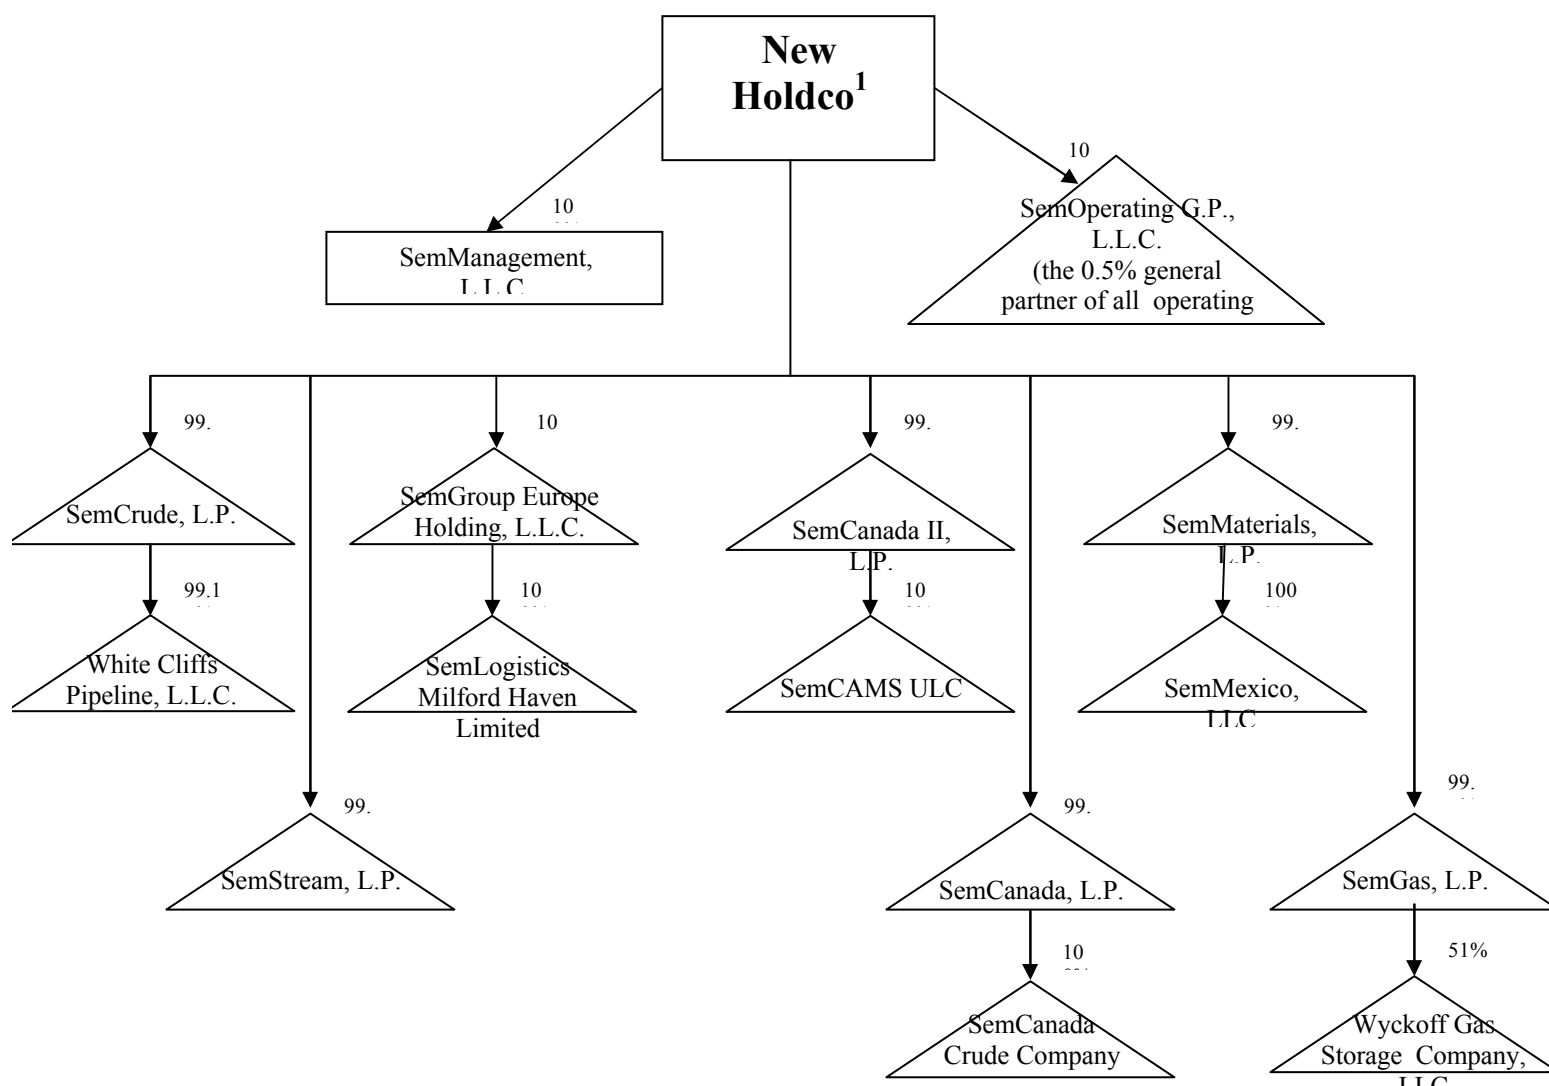 New
Holdco1
10
SemOperating G.P.,
L.L.C.
(the 0.5% general
partner of all operating
10
SemManagement,
L.L.C.
99.
10
99.
99.
SemCrude, L.P.
SemGroup Europe
Holding, L.L.C.
SemCanada II,
L.P.
SemMaterials,
L.P.
99.1
10
10
100
White Cliffs
Pipeline, L.L.C.
SemLogistics
Milford Haven
Limited
SemCAMS ULC
SemMexico,
LLC
99.
99.
99.
SemStream, L.P.
SemCanada, L.P.
SemGas, L.P.
10
51%
SemCanada
Crude Company
Wyckoff Gas
Storage Company,
LLC